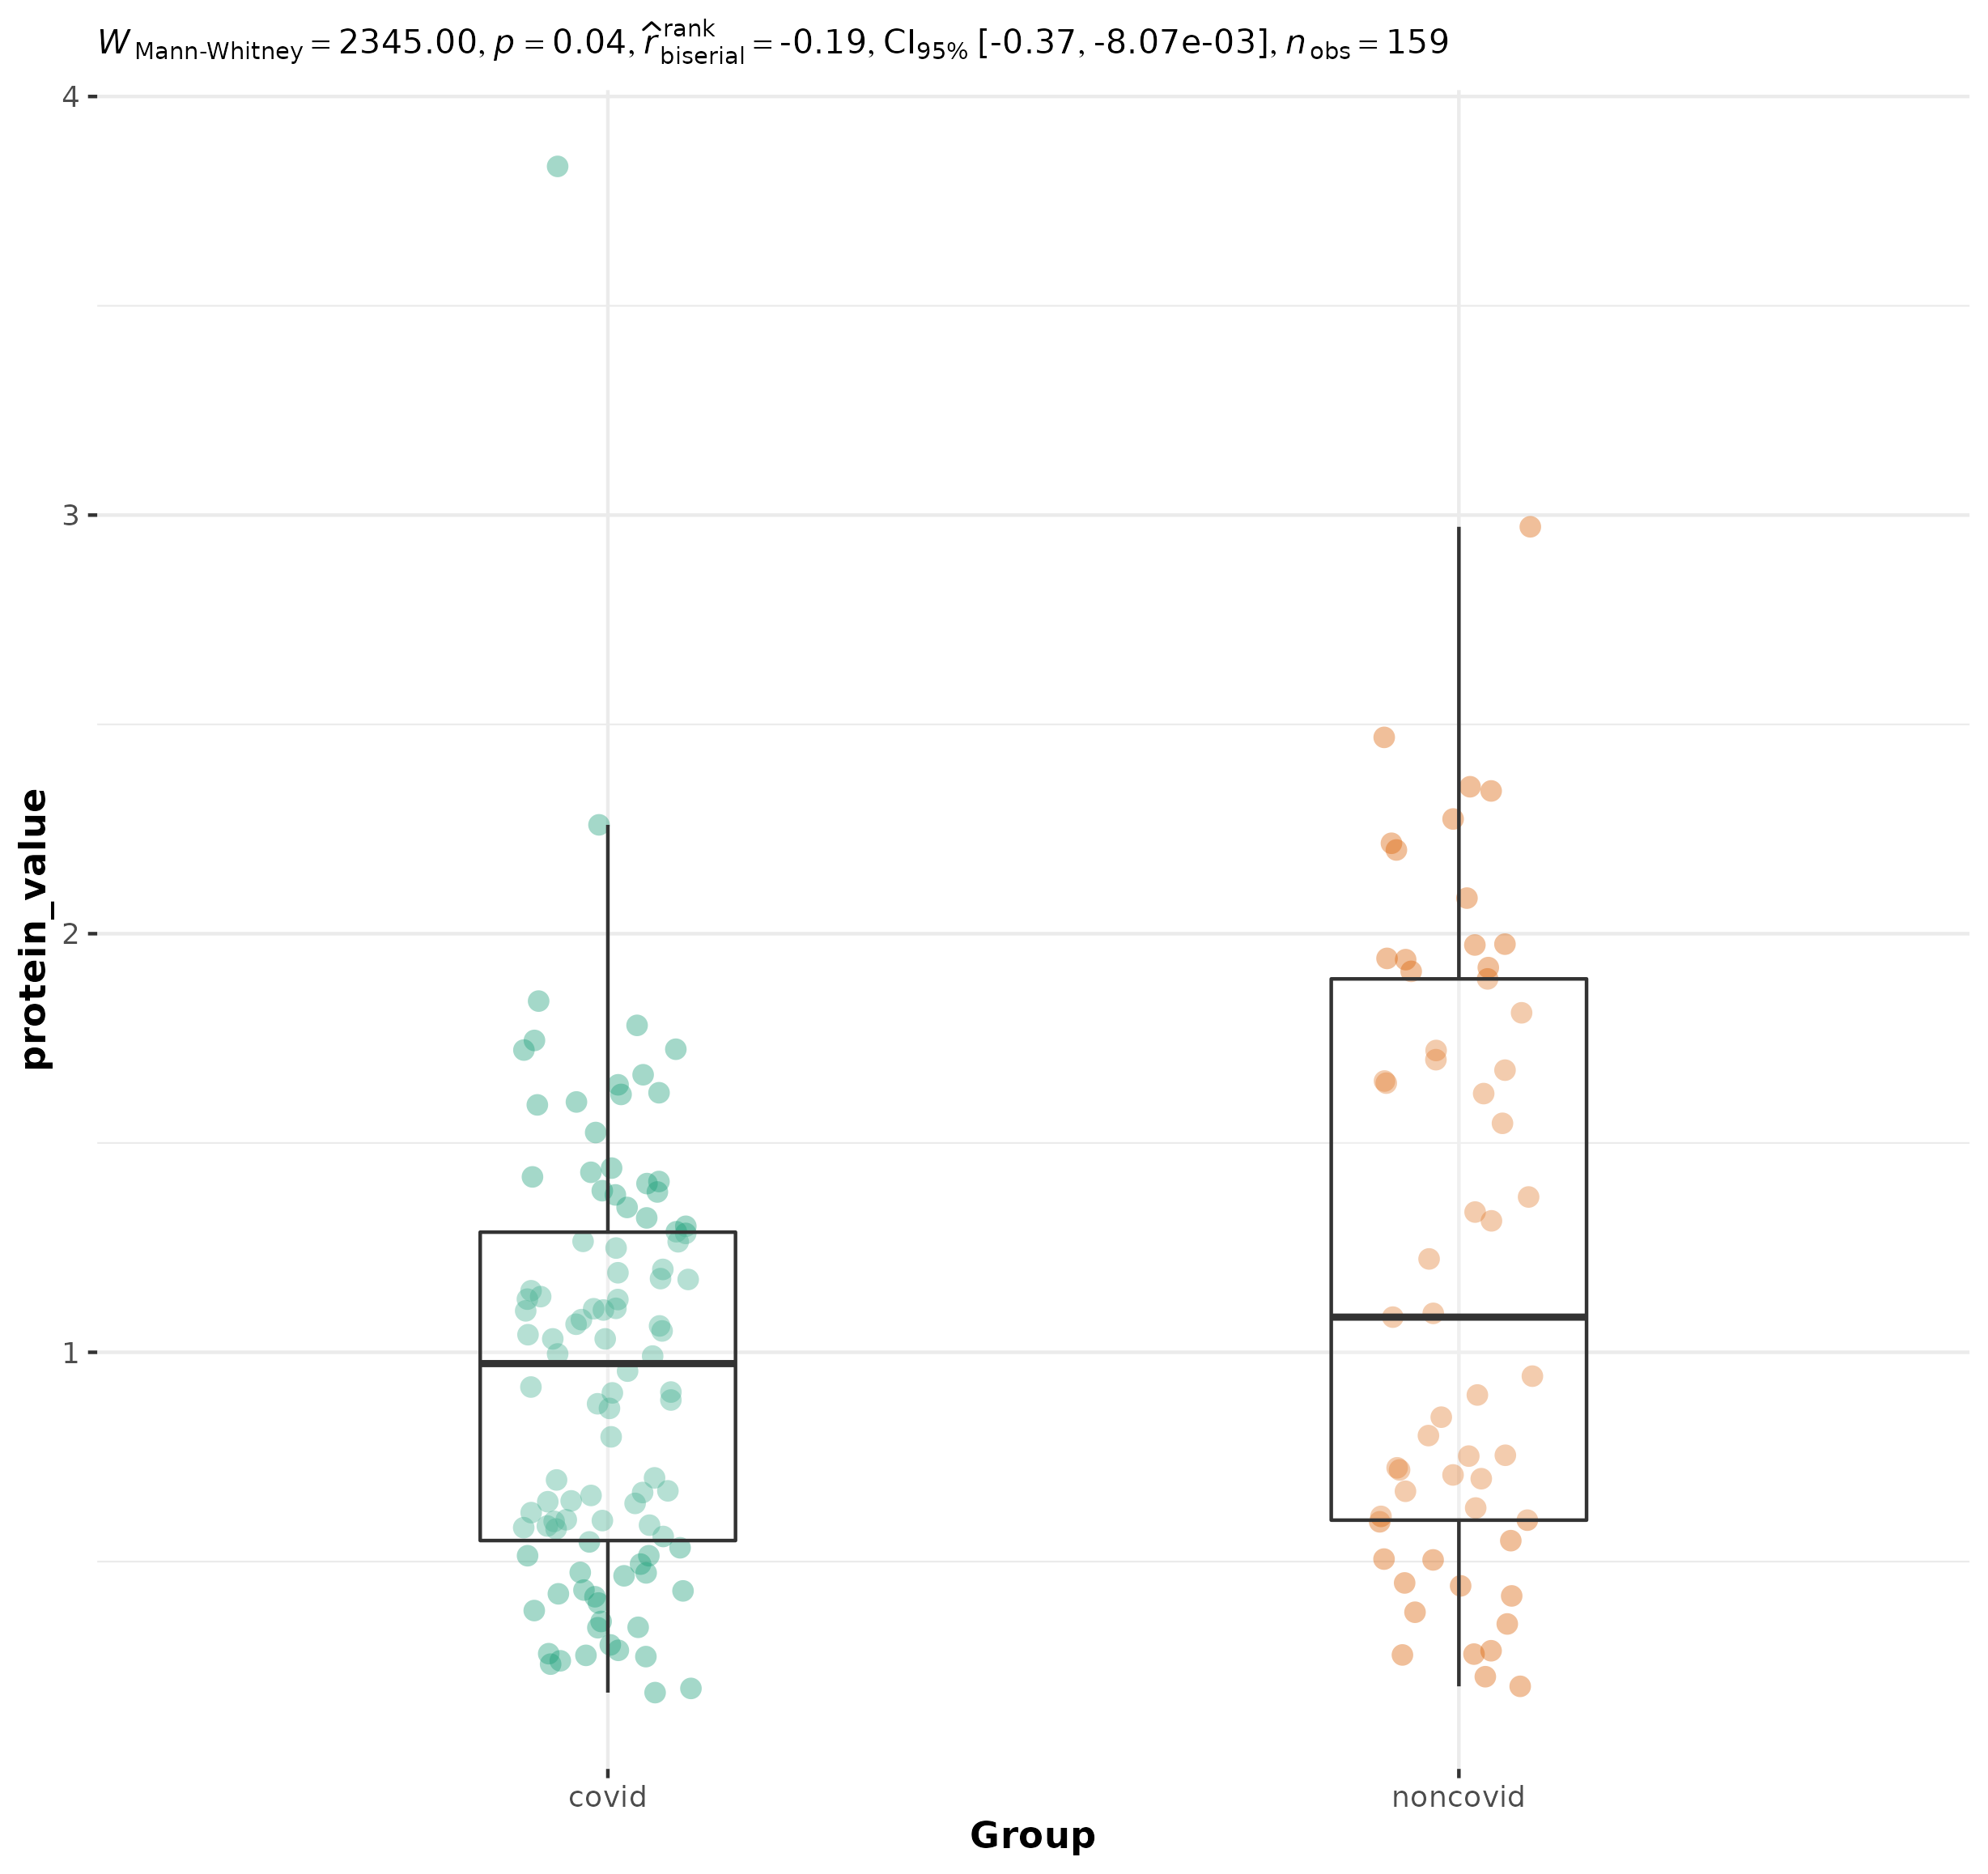 W Mann-Whitney = 2345.00, p = 0.04, r̂ rank biserial = -0.19, CI95% [-0.37, -8.07e-03], n obs = 159
4
3
2
1
protein_value
covid noncovid
Group